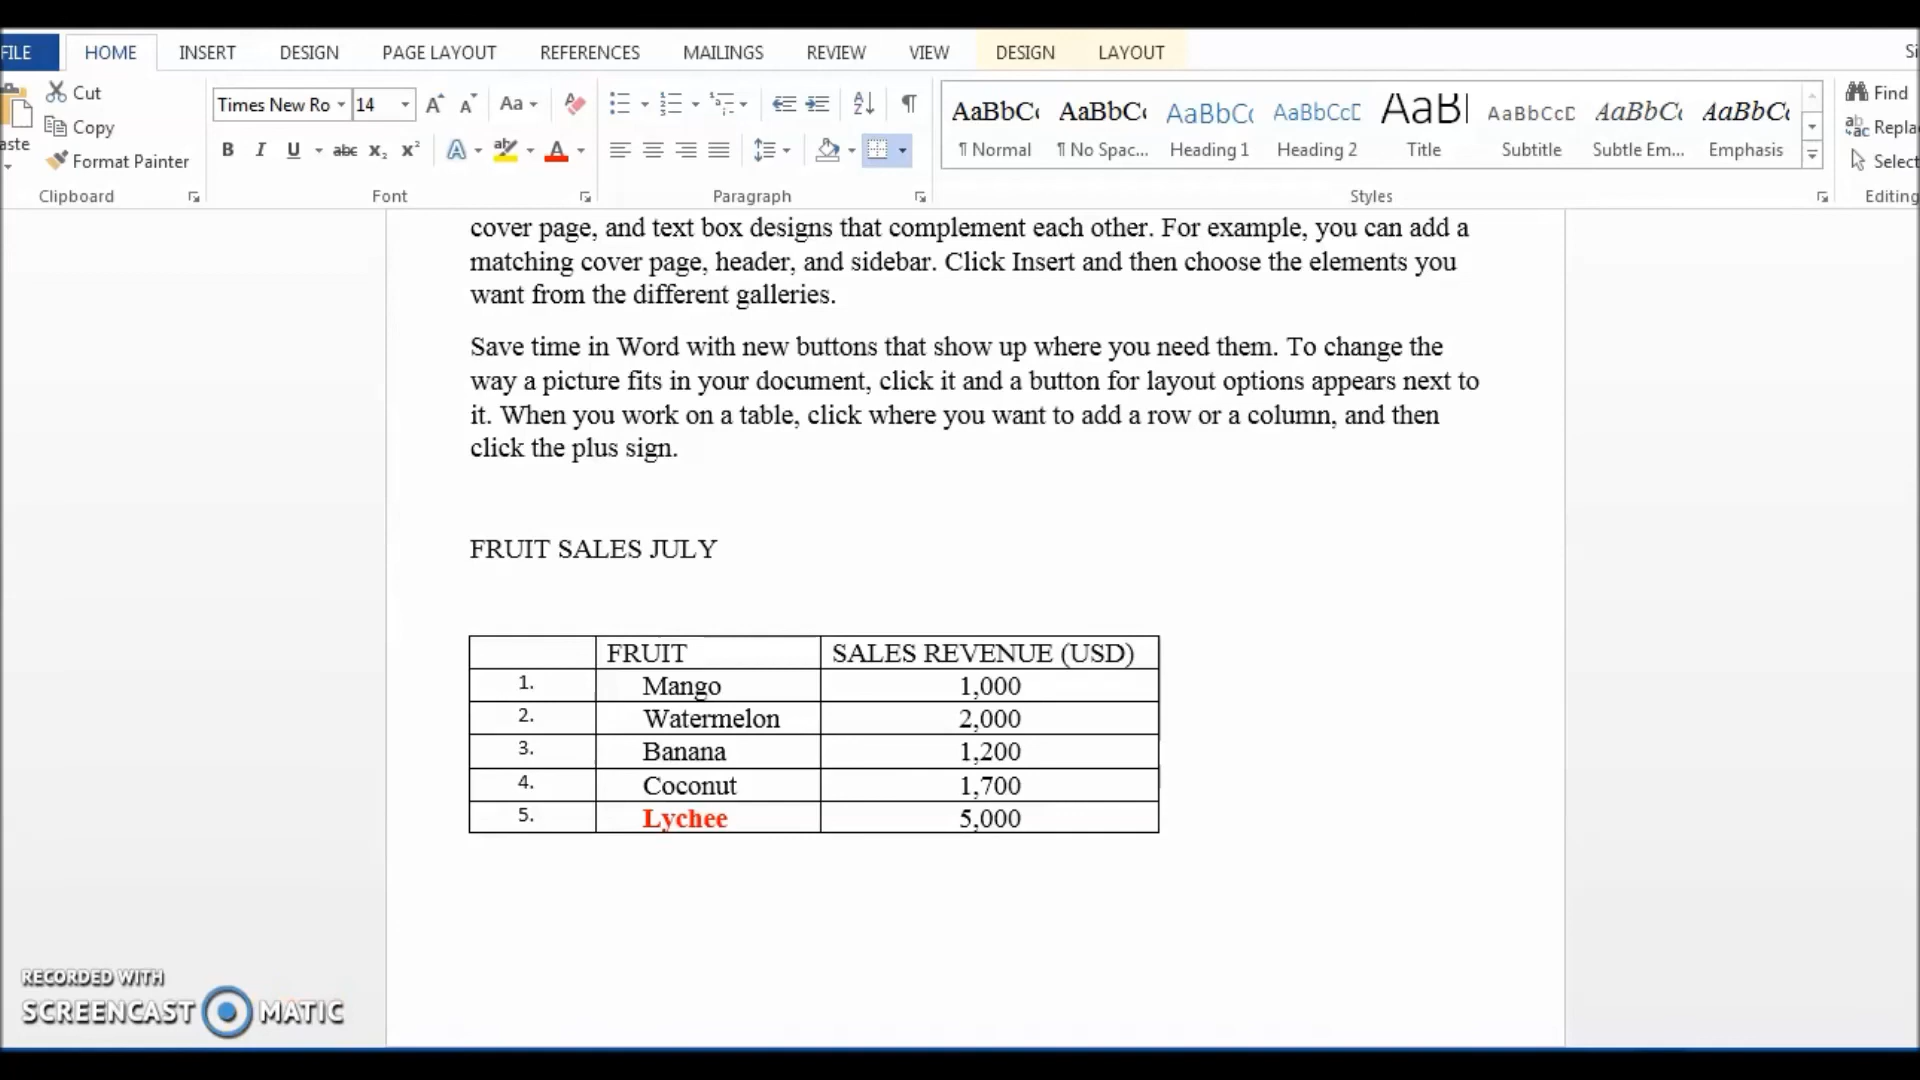 FILE HOME INSERT DESIGN PAGE LAYOUT REFERENCES MAILINGS REVIEW VIEW DESIGN LAYOUT Si
Cut
Copy
aste
Format Painter
Clipboard
Times New Ro 14
Font
Paragraph
AaBbC AaBbC AaBbC AaBbCcD AaB AaBbCcD AaBbC AaBbC
¶ Normal ¶ No Spac... Heading 1 Heading 2 Title Subtitle Subtle Em... Emphasis
Styles
Find
Replac
Select
Editing
cover page, and text box designs that complement each other. For example, you can add a
matching cover page, header, and sidebar. Click Insert and then choose the elements you
want from the different galleries.
Save time in Word with new buttons that show up where you need them. To change the
way a picture fits in your document, click it and a button for layout options appears next to
it. When you work on a table, click where you want to add a row or a column, and then
click the plus sign.
FRUIT SALES JULY
FRUIT SALES REVENUE (USD)
1. Mango 1,000
2. Watermelon 2,000
3. Banana 1,200
4. Coconut 1,700
5. Lychee 5,000
RECORDED WITH
SCREENCAST MATIC